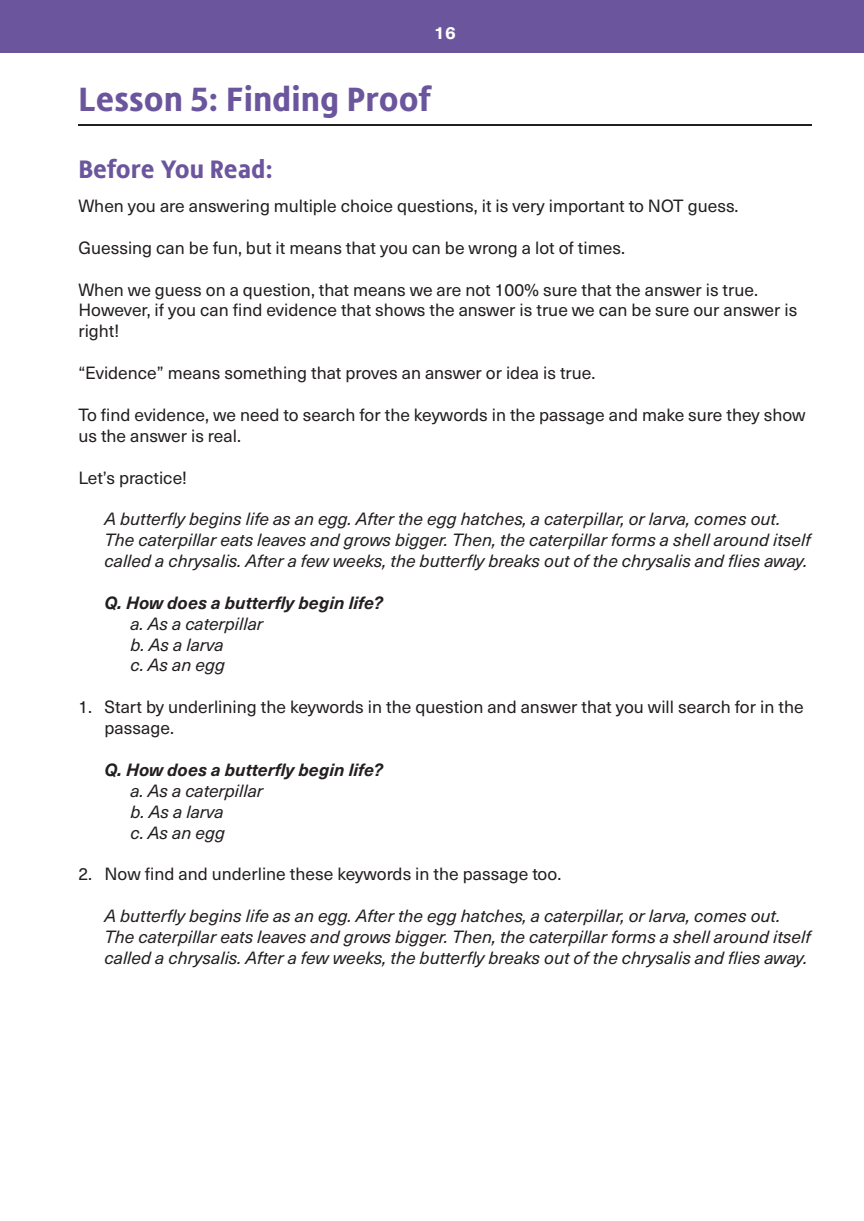 16
Lesson 5: Finding Proof
Before You Read:
When you are answering multiple choice questions, it is very important to NOT guess.
Guessing can be fun, but it means that you can be wrong a lot of times.
When we guess on a question, that means we are not 100% sure that the answer is true.
However, if you can find evidence that shows the answer is true we can be sure our answer is
right!
“Evidence” means something that proves an answer or idea is true.
To find evidence, we need to search for the keywords in the passage and make sure they show
us the answer is real.
Let’s practice!
A butterfly begins life as an egg. After the egg hatches, a caterpillar, or larva, comes out.
The caterpillar eats leaves and grows bigger. Then, the caterpillar forms a shell around itself
called a chrysalis. After a few weeks, the butterfly breaks out of the chrysalis and flies away.
Q. How does a butterfly begin life?
a. As a caterpillar
b. As a larva
c. As an egg
1. Start by underlining the keywords in the question and answer that you will search for in the
passage.
Q. How does a butterfly begin life?
a. As a caterpillar
b. As a larva
c. As an egg
2. Now find and underline these keywords in the passage too.
A butterfly begins life as an egg. After the egg hatches, a caterpillar, or larva, comes out.
The caterpillar eats leaves and grows bigger. Then, the caterpillar forms a shell around itself
called a chrysalis. After a few weeks, the butterfly breaks out of the chrysalis and flies away.